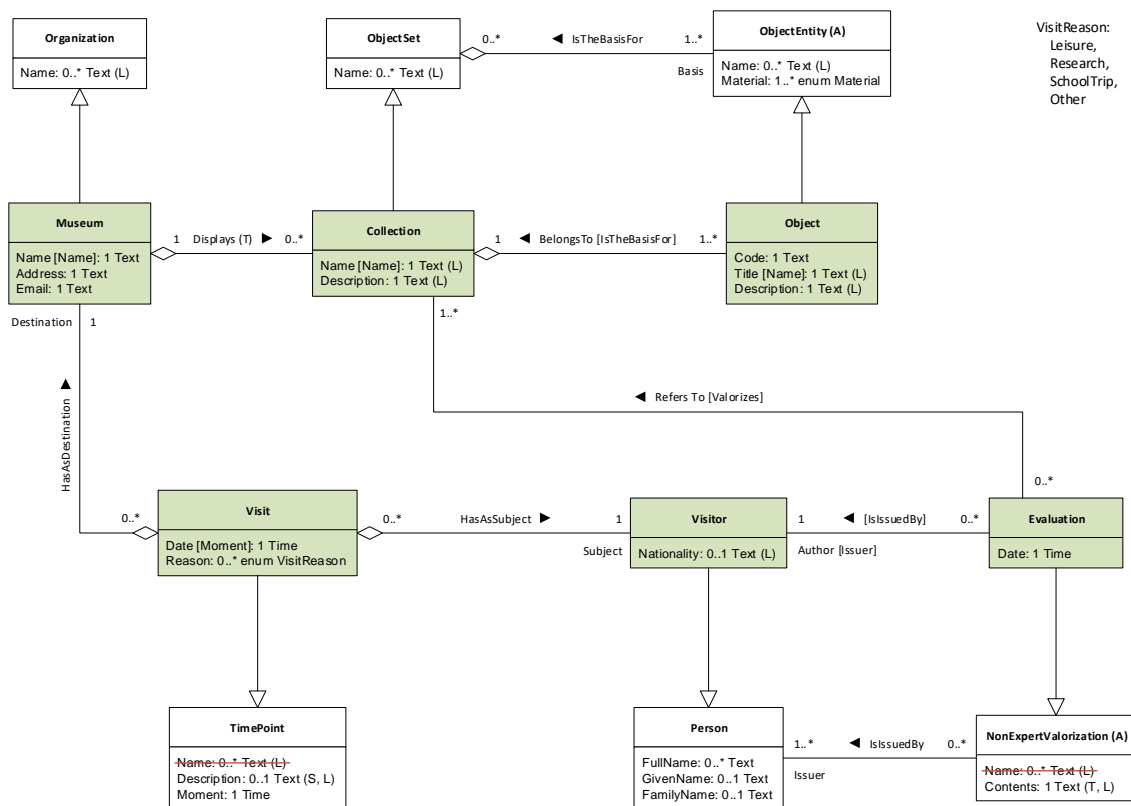 Organization
Name: 0..* Text (L)
ObjectSet
Name: 0..* Text (L)
0..*
◄ IsTheBasisFor
1..*
Basis
ObjectEntity (A)
Name: 0..* Text (L)
Material: 1..* enum Material
VisitReason:
Leisure,
Research,
SchoolTrip,
Other
Museum
Name [Name]: 1 Text
Address: 1 Text
Email: 1 Text
1
Displays (T) ►
0..*
Collection
Name [Name]: 1 Text (L)
Description: 1 Text (L)
1
◄ BelongsTo [IsTheBasisFor]
1..*
Object
Code: 1 Text
Title [Name]: 1 Text (L)
Description: 1 Text (L)
Destination
1
1..*
◄ Refers To [Valorizes]
HasAsDestination ►
0..*
0..*
Visit
Date [Moment]: 1 Time
Reason: 0..* enum VisitReason
0..*
HasAsSubject ►
1
Subject
Visitor
Nationality: 0..1 Text (L)
1
◄ [IsIssuedBy]
0..*
Author [Issuer]
Evaluation
Date: 1 Time
TimePoint
Name: 0..* Text (L)
Description: 0..1 Text (S, L)
Moment: 1 Time
Person
FullName: 0..* Text
GivenName: 0..1 Text
FamilyName: 0..1 Text
1..*
◄ IsIssuedBy
0..*
Issuer
NonExpertValorization (A)
Name: 0..* Text (L)
Contents: 1 Text (T, L)